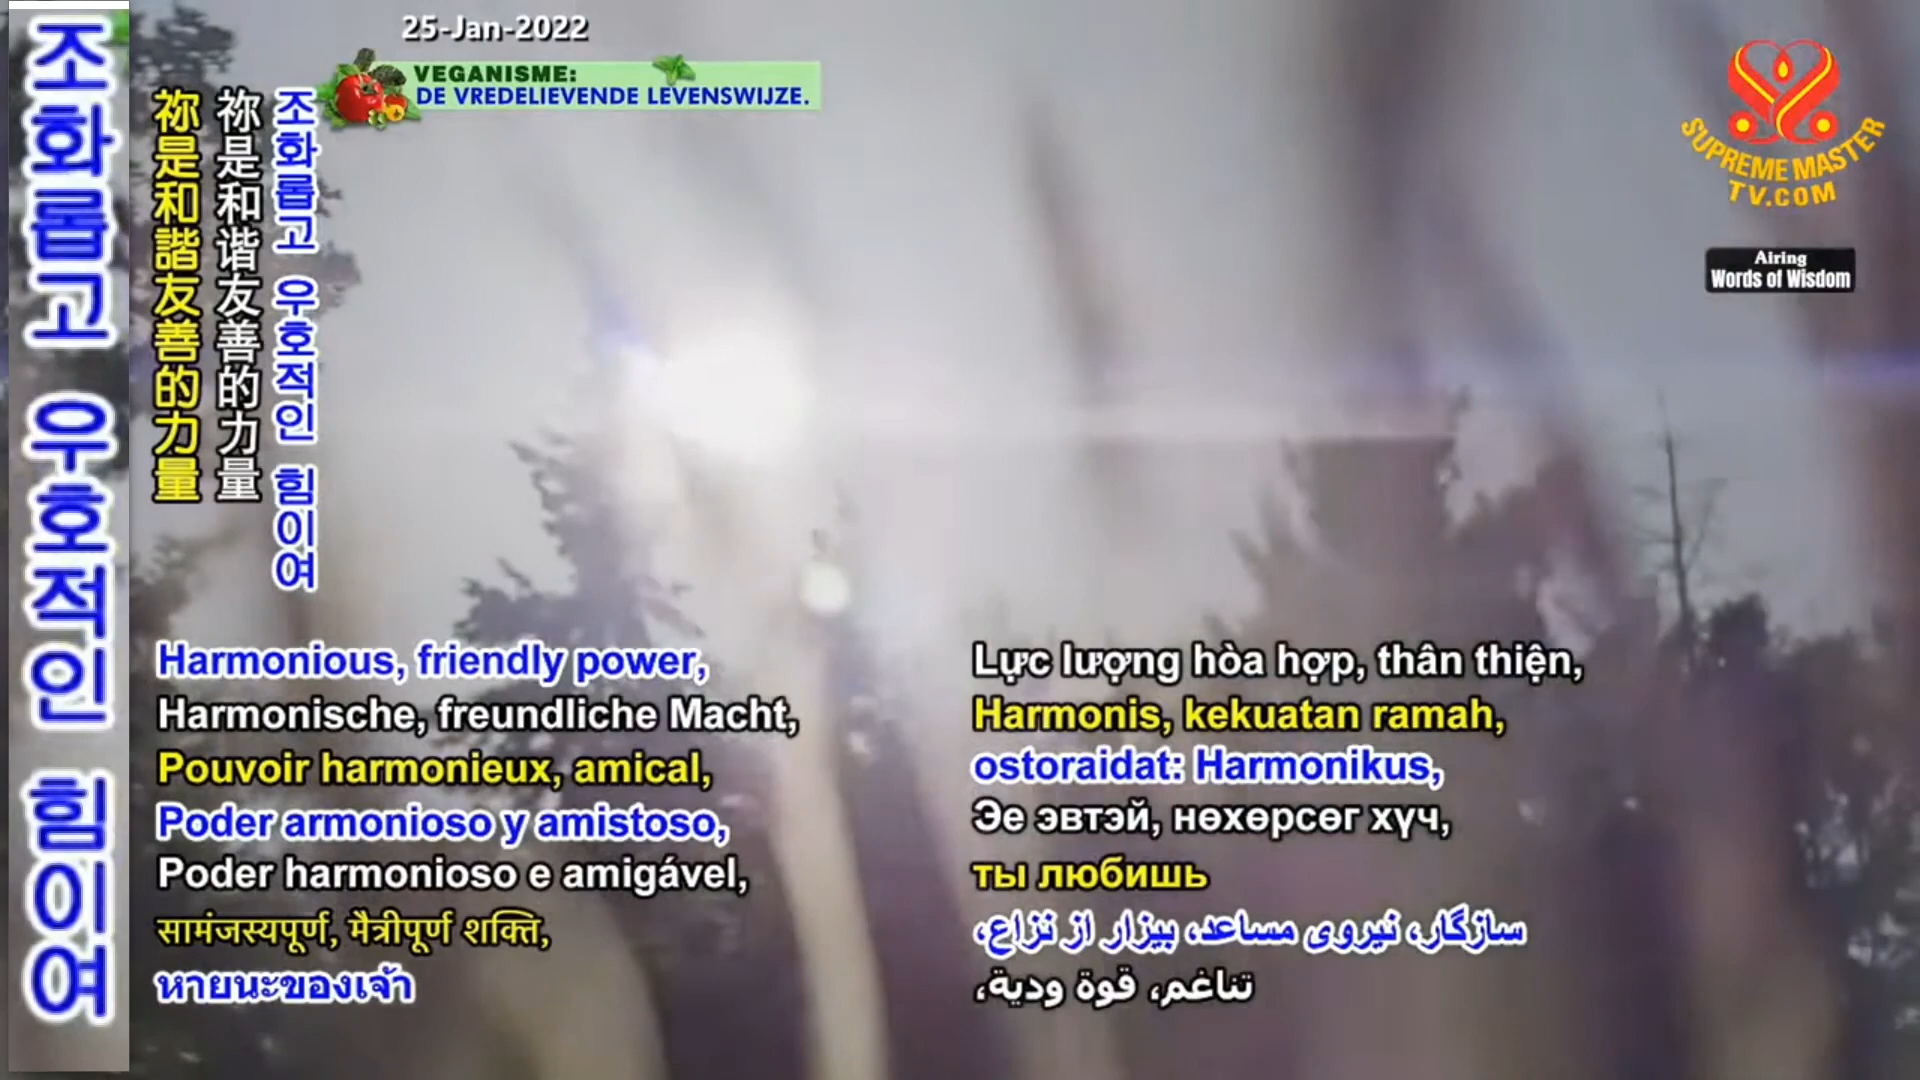 25-Jan-2022
VEGANISME:
DE VREDELIEVENDE LEVENSWIJZE.
SUPREME MASTER
TV.COM
Airing
Words of Wisdom
조화롭고 우호적인 힘이여
祢是和諧友善的力量
祢是和谐友善的力量
조화롭고 우호적인 힘이여
Harmonious, friendly power,
Harmonische, freundliche Macht,
Pouvoir harmonieux, amical,
Poder armonioso y amistoso,
Poder harmonioso e amigável,
सामंजस्यपूर्ण, मैत्रीपूर्ण शक्ति,
หายนะของเจ้า
Lực lượng hòa hợp, thân thiện,
Harmonis, kekuatan ramah,
ostoraidat: Harmonikus,
Эе эвтэй, нөхөрсөг хүч,
ты любишь
سازگار، نیروی مساعد، بیزار از نزاع،
تناغم، قوة ودية،